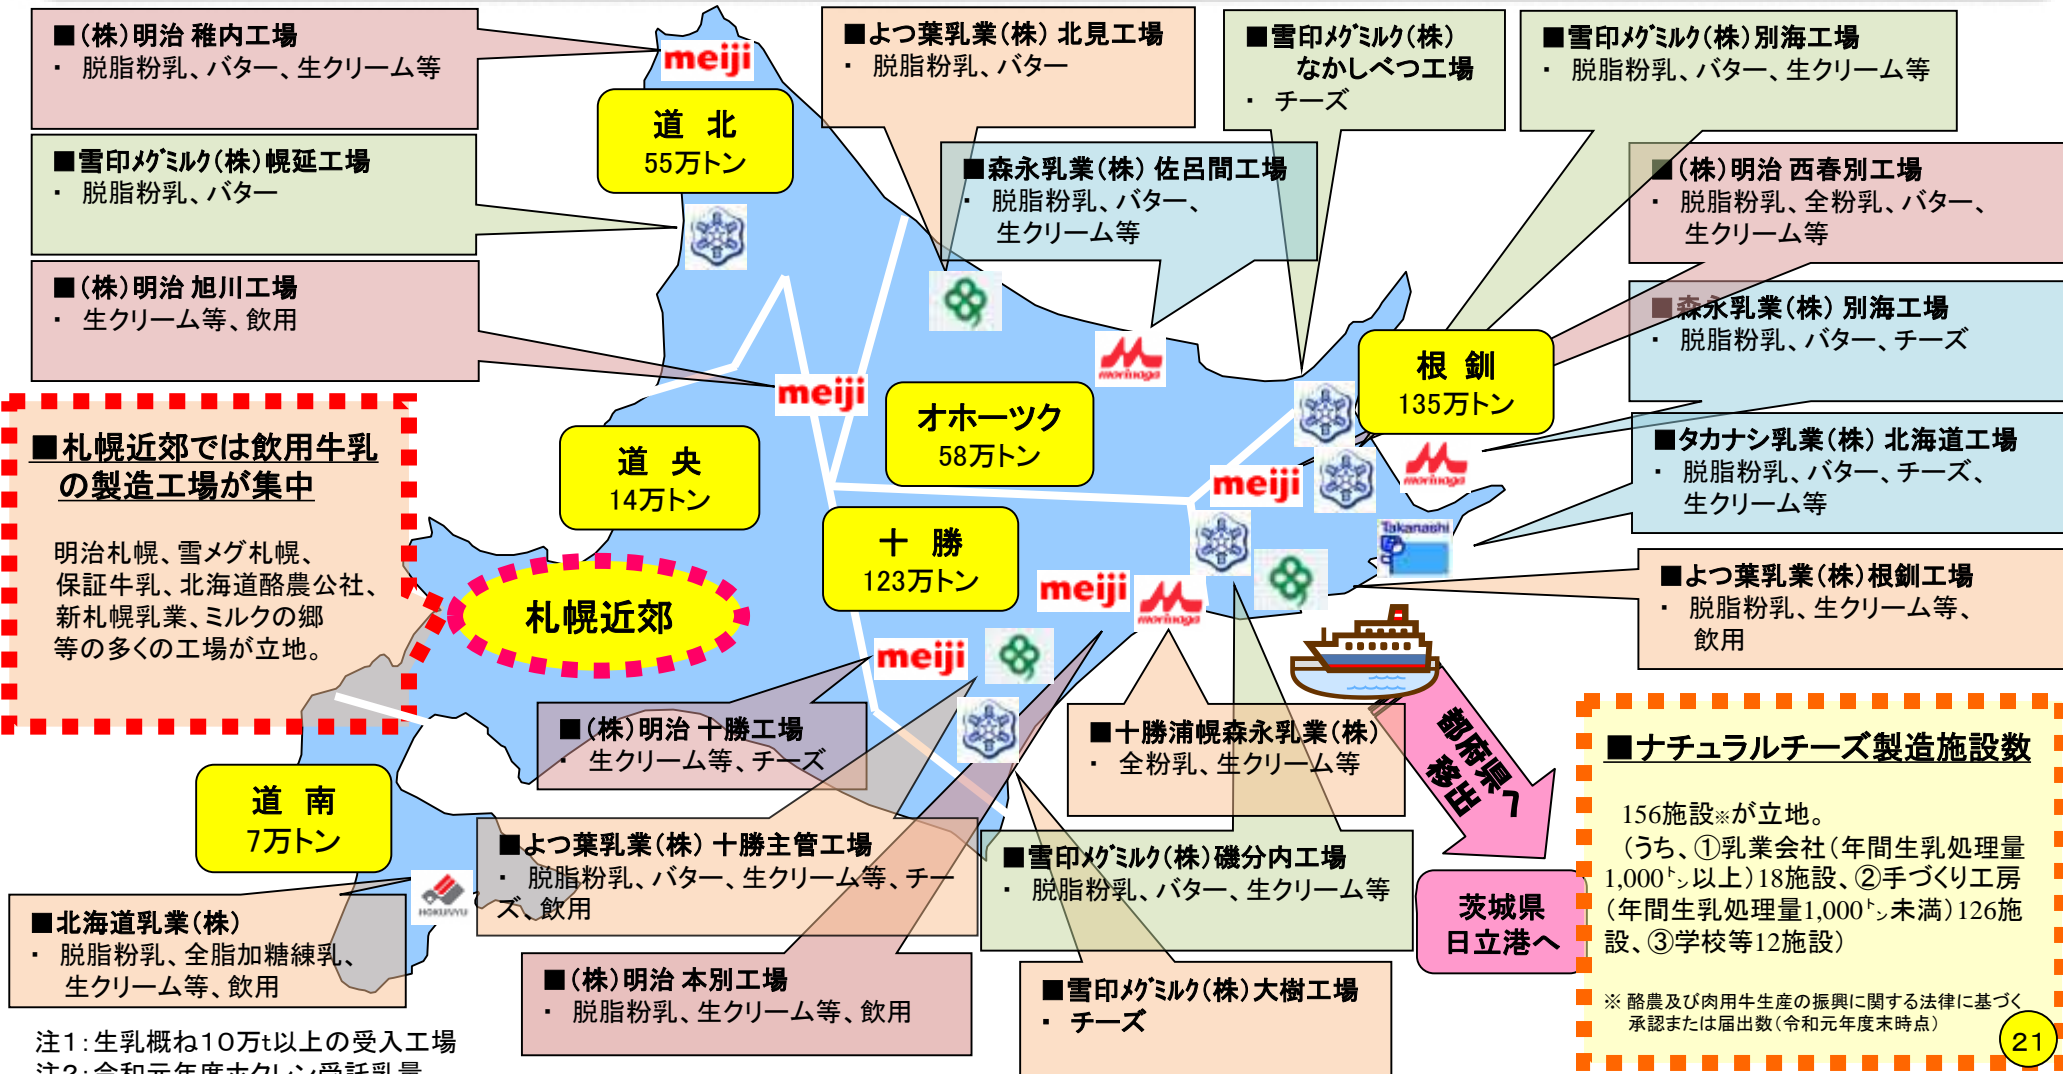 ■(株)明治 稚内工場
・ 脱脂粉乳、バター、生クリーム等
■雪印メグミルク(株)幌延工場
・ 脱脂粉乳、バター
■(株)明治 旭川工場
・ 生クリーム等、飲用
■よつ葉乳業(株) 北見工場
・ 脱脂粉乳、バター
■雪印メグミルク(株)
なかしべつ工場
・ チーズ
■雪印メグミルク(株)別海工場
・ 脱脂粉乳、バター、生クリーム等
■森永乳業(株) 佐呂間工場
・ 脱脂粉乳、バター、
生クリーム等
■(株)明治 西春別工場
・ 脱脂粉乳、全粉乳、バター、
生クリーム等
■森永乳業(株) 別海工場
・ 脱脂粉乳、バター、チーズ
■タカナシ乳業(株) 北海道工場
・ 脱脂粉乳、バター、チーズ、
生クリーム等
■よつ葉乳業(株)根釧工場
・ 脱脂粉乳、生クリーム等、
飲用
meiji
道 北
55万トン
morinaga
根 釧
135万トン
meiji
オホーツク
58万トン
道 央
14万トン
meiji
morinaga
十 勝
123万トン
Takanashi
meiji
morinaga
meiji
札幌近郊
■札幌近郊では飲用牛乳
の製造工場が集中
明治札幌、雪メグ札幌、
保証牛乳、北海道酪農公社、
新札幌乳業、ミルクの郷
等の多くの工場が立地。
道 南
7万トン
HOKUNYU
■北海道乳業(株)
・ 脱脂粉乳、全脂加糖練乳、
生クリーム等、飲用
■(株)明治 十勝工場
・ 生クリーム等、チーズ
■よつ葉乳業(株) 十勝主管工場
・ 脱脂粉乳、バター、生クリーム等、チー
ズ、飲用
■(株)明治 本別工場
・ 脱脂粉乳、生クリーム等、飲用
■十勝浦幌森永乳業(株)
・ 全粉乳、生クリーム等
■雪印メグミルク(株)磯分内工場
・ 脱脂粉乳、バター、生クリーム等
■雪印メグミルク(株)大樹工場
・ チーズ
都府県へ
移出
茨城県
日立港へ
■ナチュラルチーズ製造施設数
156施設※が立地。
(うち、①乳業会社(年間生乳処理量
1,000㌧以上)18施設、②手づくり工房
(年間生乳処理量1,000㌧未満)126施
設、③学校等12施設)
※ 酪農及び肉用牛生産の振興に関する法律に基づく
承認または届出数(令和元年度末時点)
21
注1:生乳概ね10万t以上の受入工場
注2:令和元年度ホクレン受託乳量